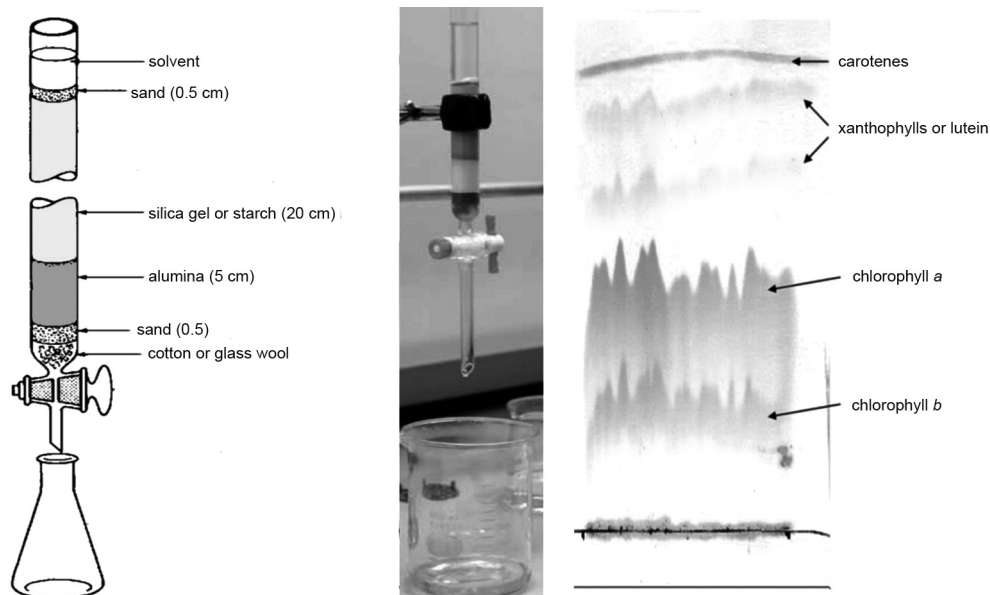 solvent
sand (0.5 cm)
silica gel or starch (20 cm)
alumina (5 cm)
sand (0.5)
cotton or glass wool
carotenes
xanthophylls or lutein
chlorophyll a
chlorophyll b